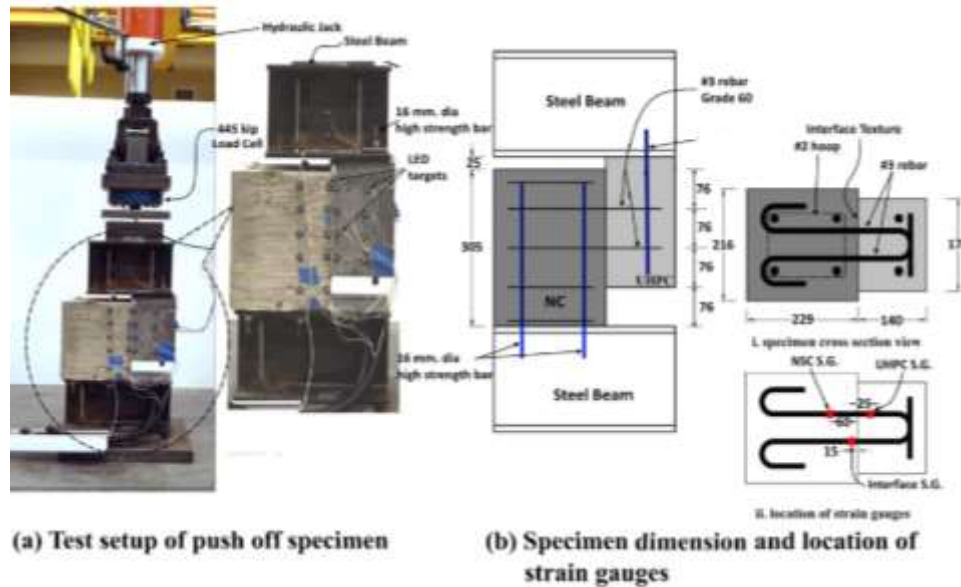 Hydraulic Jack
Steel Beam
16 mm. dia
high strength bar
445 kip
Load Cell
LED
targets
25
305
Steel Beam
#3 rebar
Grade 60
76
76
76
76
UHPC
NC
16 mm. dia
high strength bar
Steel Beam
Interface Texture
#2 hoop
#3 rebar
216
17
229
140
i. specimen cross section view
NSC S.G.
UHPC S.G.
25
60
15
Interface S.G.
ii. location of strain gauges
(a) Test setup of push off specimen
(b) Specimen dimension and location of
strain gauges